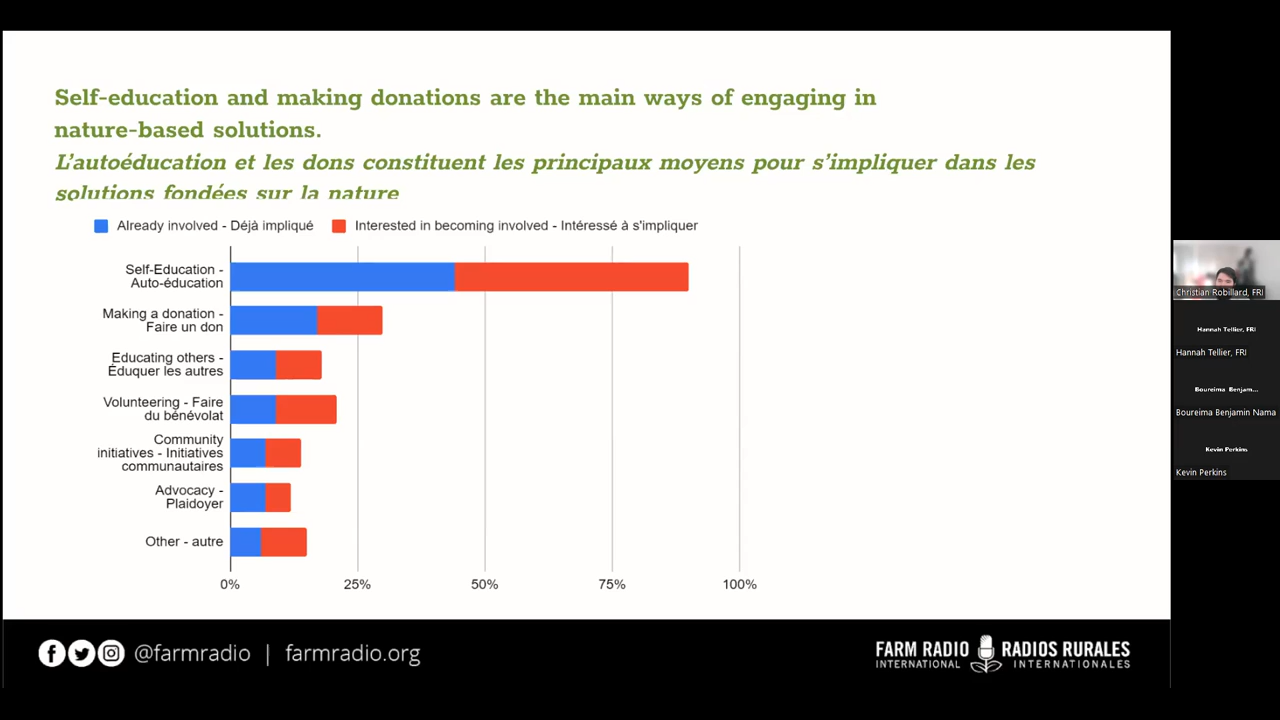 Self-education and making donations are the main ways of engaging in
nature-based solutions.
L'autoéducation et les dons constituent les principaux moyens pour s'impliquer dans les
solutions fondées sur la nature
Already involved - Déjà impliqué
Interested in becoming involved - Intéressé à s'impliquer
Self-Education -
Auto-éducation
Making a donation -
Faire un don
Educating others -
Éduquer les autres
Volunteering - Faire
du bénévolat
Community
initiatives - Initiatives
communautaires
Advocacy -
Plaidoyer
Other - autre
0% 25% 50% 75% 100%
@farmradio | farmradio.org
FARM RADIO
INTERNATIONAL
RADIOS RURALES
INTERNATIONALES
Christian Robillard, FRI
Hannah Tellier, FRI
Hannah Tellier, FRI
Boureima Benjam...
Boureima Benjamin Nama
Kevin Perkins
Kevin Perkins